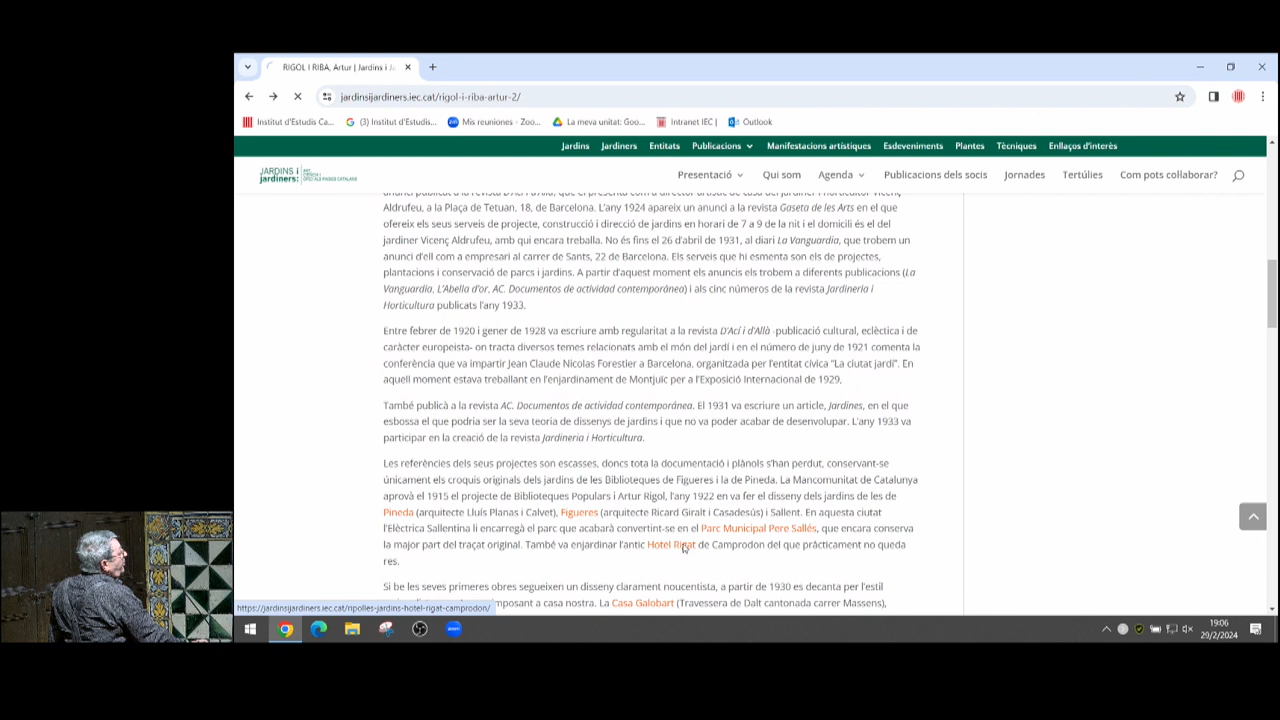 RIGOL I RIBA, Artur | Jardins i Ja
jardinsijardiners.iec.cat/rigol-i-riba-artur-2/
Institut d'Estudis Ca... (3) Institut d'Estudis... Mis reuniones - Zoo... La meva unitat: Goo... Intranet IEC | Outlook
Jardins Jardiners Entitats Publicacions Manifestacions artístiques Esdeveniments Plantes Tècniques Enllaços d'interès
JARDINS I
jardiners:
Presentació Qui som Agenda Publicacions dels socis Jornades Tertúlies Com pots collaborar?
anunci publicat a la revista D'Ací i d'Allà, que el presenta com a director artístic de casa del jardiner i horticultor Vicenç
Aldrufeu, a la Plaça de Tetuan, 18, de Barcelona. L'any 1924 apareix un anunci a la revista Gaseta de les Arts en el que
ofereix els seus serveis de projecte, construcció i direcció de jardins en horari de 7 a 9 de la nit i el domicili és el del
jardiner Vicenç Aldrufeu, amb qui encara treballa. No és fins el 26 d'abril de 1931, al diari La Vanguardia, que trobem un
anunci d'ell com a empresari al carrer de Sants, 22 de Barcelona. Els serveis que hi esmenta son els de projectes,
plantacions i conservació de parcs i jardins. A partir d'aquest moment els anuncis els trobem a diferents publicacions (La
Vanguardia, L'Abella d'or, AC. Documentos de actividad contemporánea) i als cinc números de la revista Jardineria i
Horticultura publicats l'any 1933.
Entre febrer de 1920 i gener de 1928 va escriure amb regularitat a la revista D'Ací i d'Allà -publicació cultural, eclèctica i de
caràcter europeista- on tracta diversos temes relacionats amb el món del jardí i en el número de juny de 1921 comenta la
conferència que va impartir Jean Claude Nicolas Forestier a Barcelona, organitzada per l'entitat cívica "La ciutat jardí". En
aquell moment estava treballant en l'enjardinament de Montjuïc per a l'Exposició Internacional de 1929.
També publicà a la revista AC. Documentos de actividad contemporánea. El 1931 va escriure un article, Jardines, en el que
esbossa el que podria ser la seva teoria de dissenys de jardins i que no va poder acabar de desenvolupar. L'any 1933 va
participar en la creació de la revista Jardineria i Horticultura.
Les referències dels seus projectes son escasses, doncs tota la documentació i plànols s'han perdut, conservant-se
únicament els croquis originals dels jardins de les Biblioteques de Figueres i la de Pineda. La Mancomunitat de Catalunya
aprovà el 1915 el projecte de Biblioteques Populars i Artur Rigol, l'any 1922 en va fer el disseny dels jardins de les de
Pineda (arquitecte Lluís Planas i Calvet), Figueres (arquitecte Ricard Giralt i Casadesús) i Sallent. En aquesta ciutat
l'Elèctrica Sallentina li encarregà el parc que acabarà convertint-se en el Parc Municipal Pere Sallés, que encara conserva
la major part del traçat original. També va enjardinar l'antic Hotel Rigat de Camprodon del que pràcticament no queda
res.
Si be les seves primeres obres segueixen un disseny clarament noucentista, a partir de 1930 es decanta per l'estil
imposant a casa nostra. La Casa Galobart (Travessera de Dalt cantonada carrer Massens),
https://jardinsijardiners.iec.cat/ripolles-jardins-hotel-rigat-camprodon/
zoom
19:06
29/2/2024